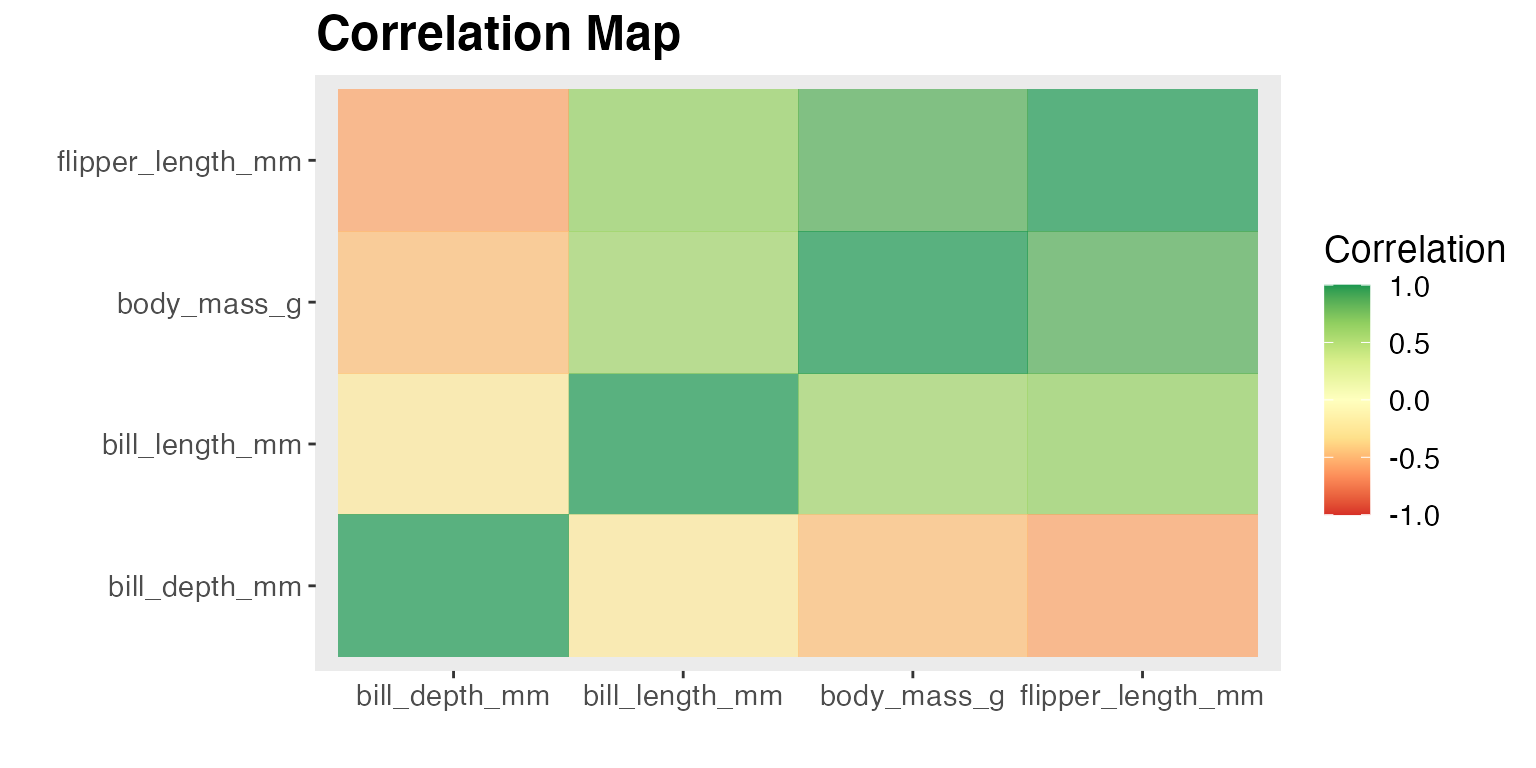 Correlation Map
flipper_length_mm
body_mass_g
bill_length_mm
bill_depth_mm
bill_depth_mm bill_length_mm body_mass_g flipper_length_mm
Correlation
1.0
0.5
0.0
-0.5
-1.0